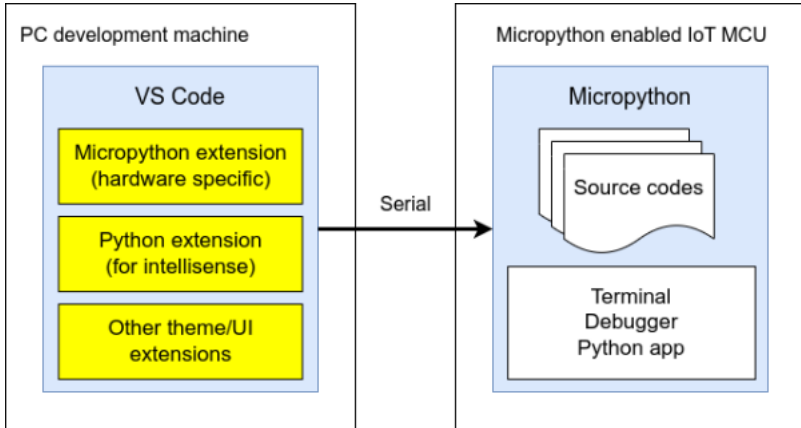 PC development machine
VS Code
Micropython extension
(hardware specific)
Python extension
(for intellisense)
Other theme/UI
extensions
Serial
Micropython enabled IoT MCU
Micropython
Source codes
Terminal
Debugger
Python app